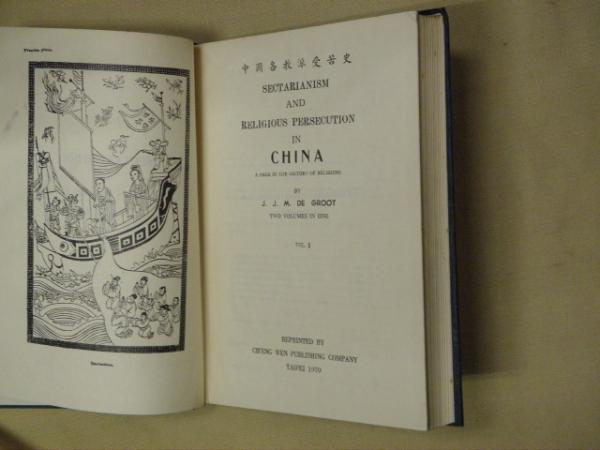 中國各教派受苦史
SECTARIANISM
AND
RELIGIOUS PERSECUTION
IN
CHINA
A PAGE IN THE HISTORY OF RELIGIONS
BY
J. J. M. DE GROOT
TWO VOLUMES IN ONE
VOL. I
REPRINTED BY
CH'ENG WEN PUBLISHING COMPANY
TAIPEI 1970